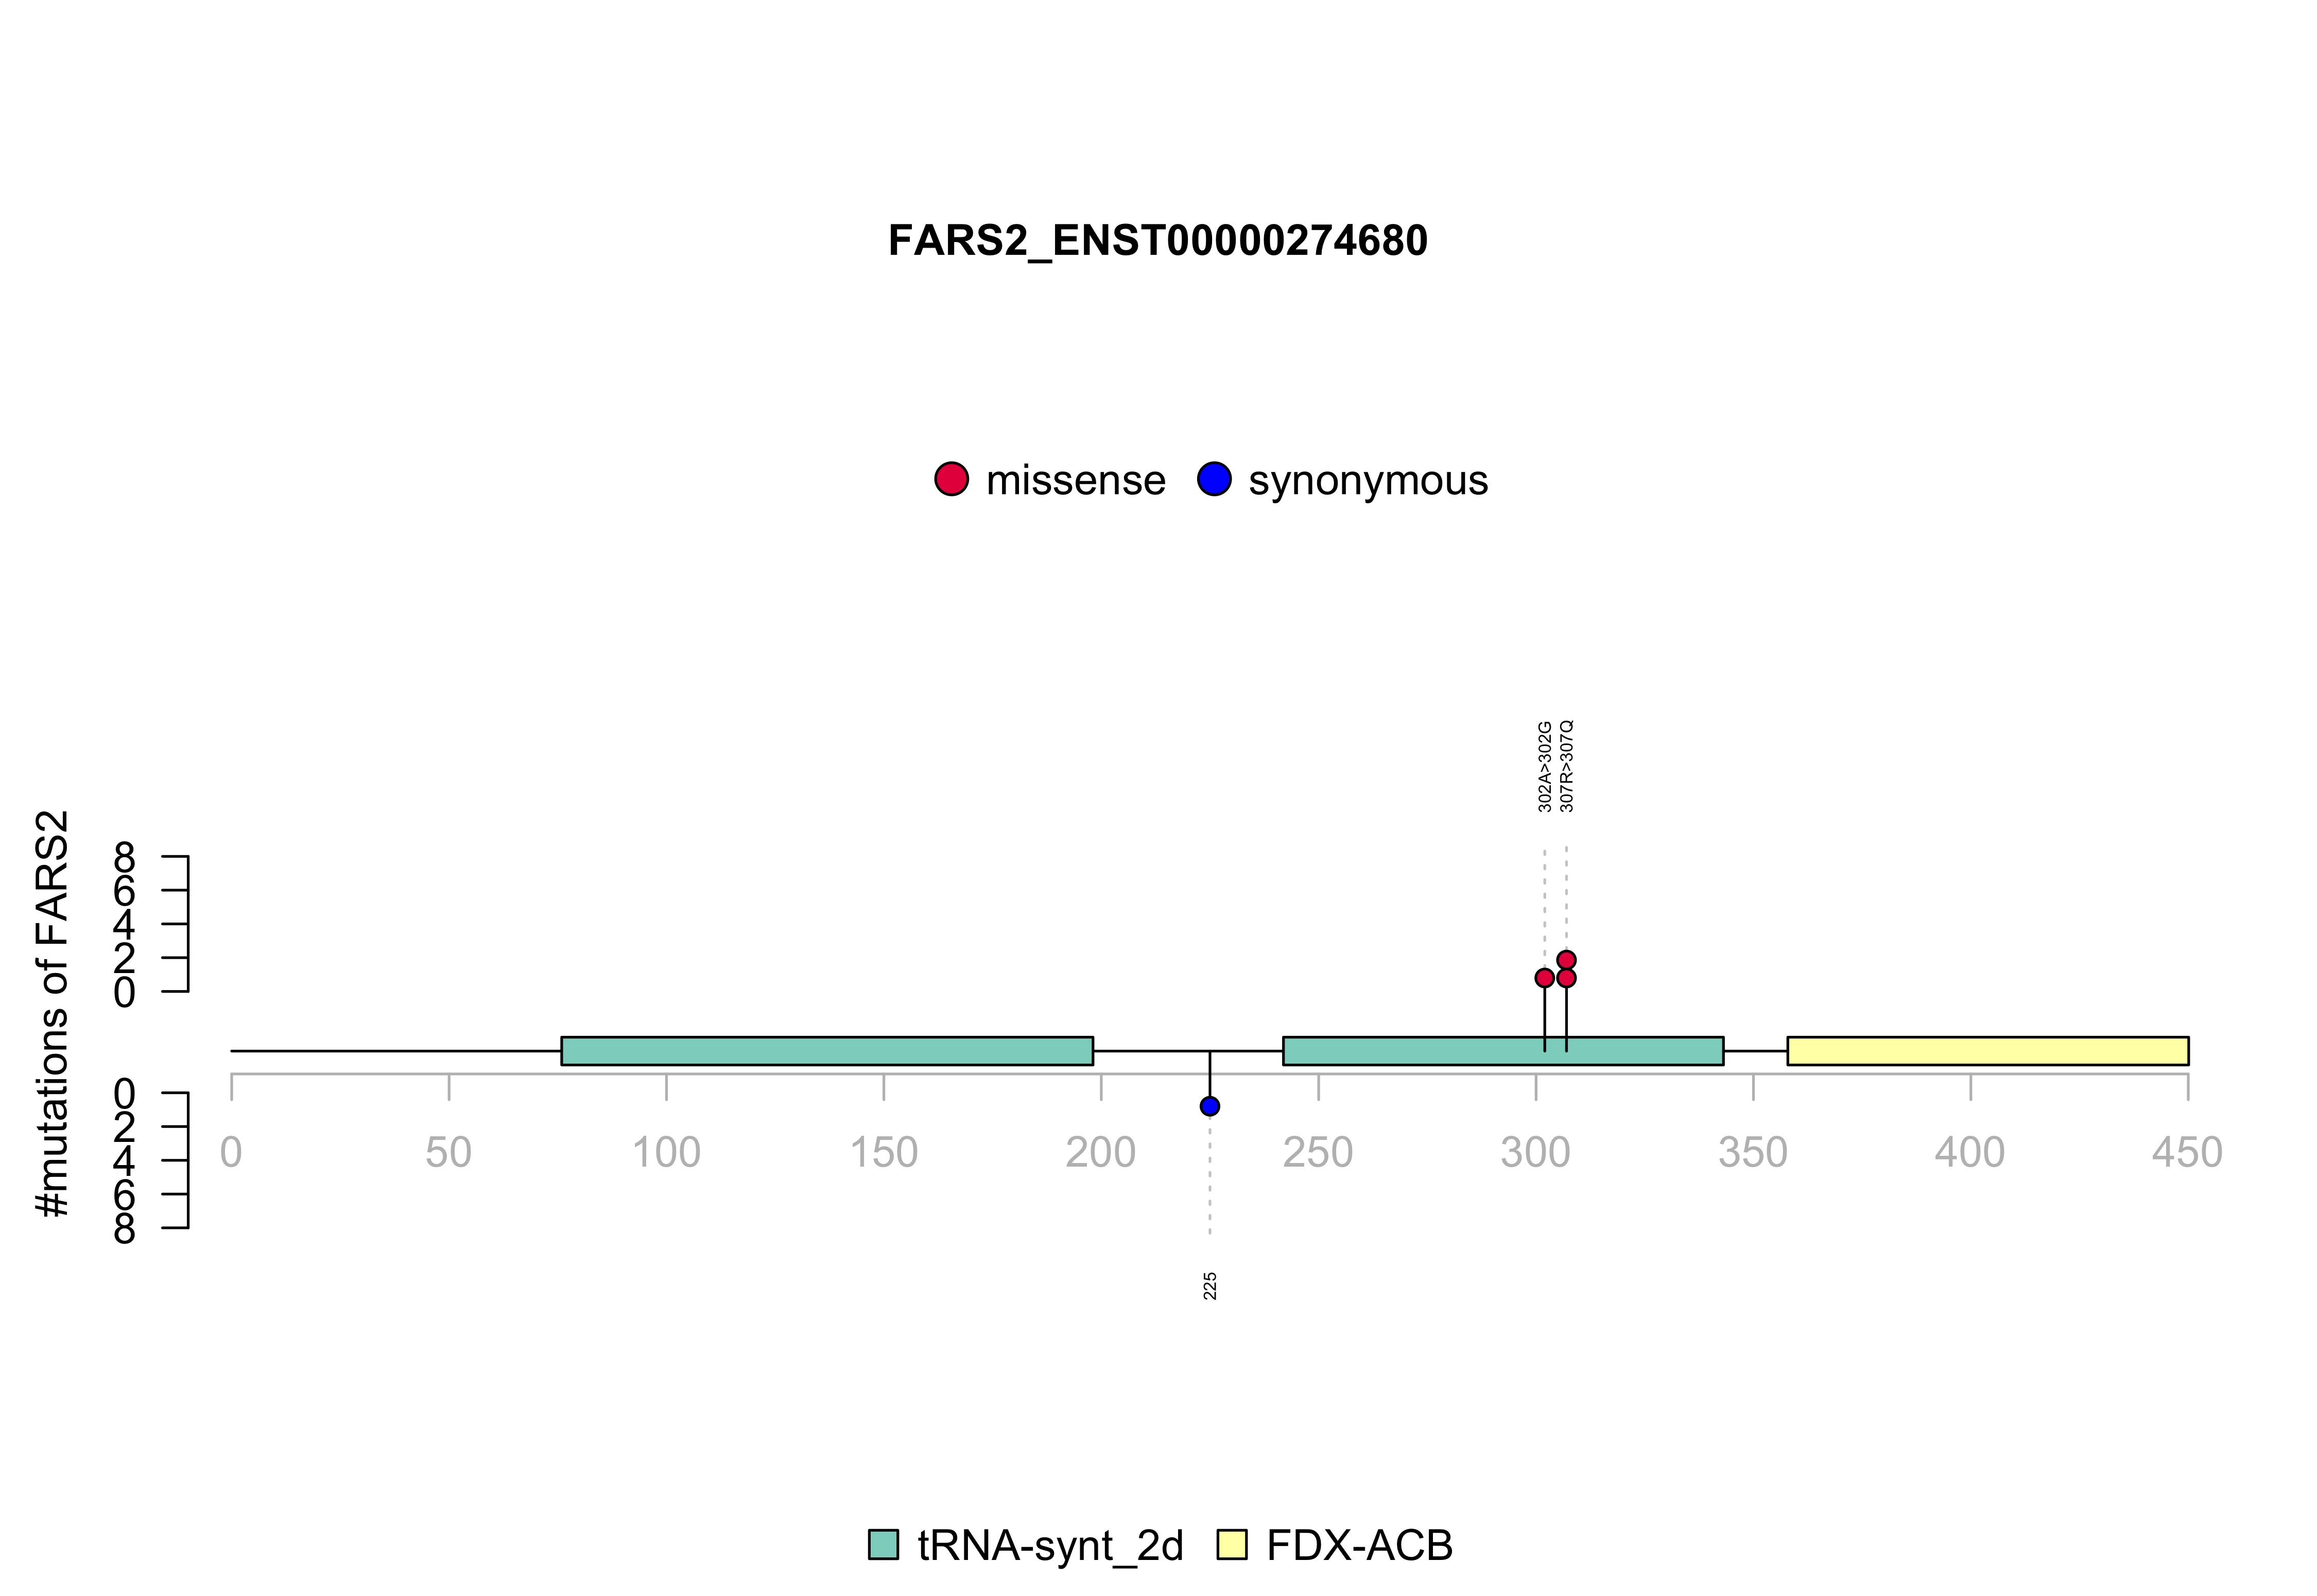 FARS2_ENST00000274680
missense synonymous
302A>302G
307R>307Q
#mutations of FARS2
8
6
4
2
0
0
2
4
6
8
0 50 100 150 200 250 300 350 400 450
225
tRNA-synt_2d FDX-ACB